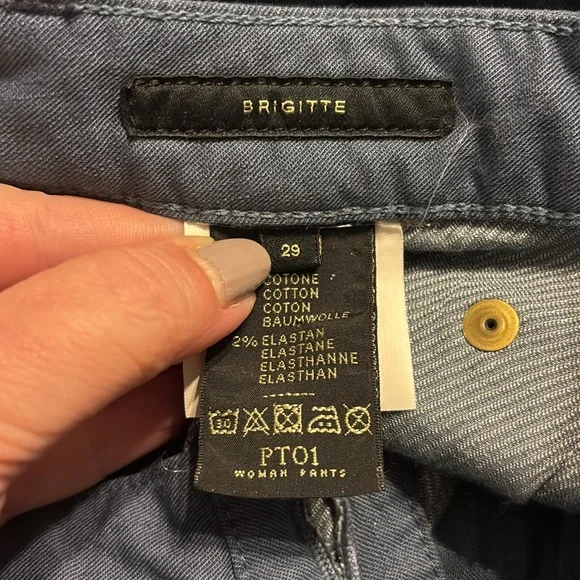 BRIGITTE
29
COTONE
COTTON
COTON
BAUMWOLLE
2% ELASTAN
ELASTANE
ELASTHANNE
ELASTHAN
30
PT01
WOMAN PANTS